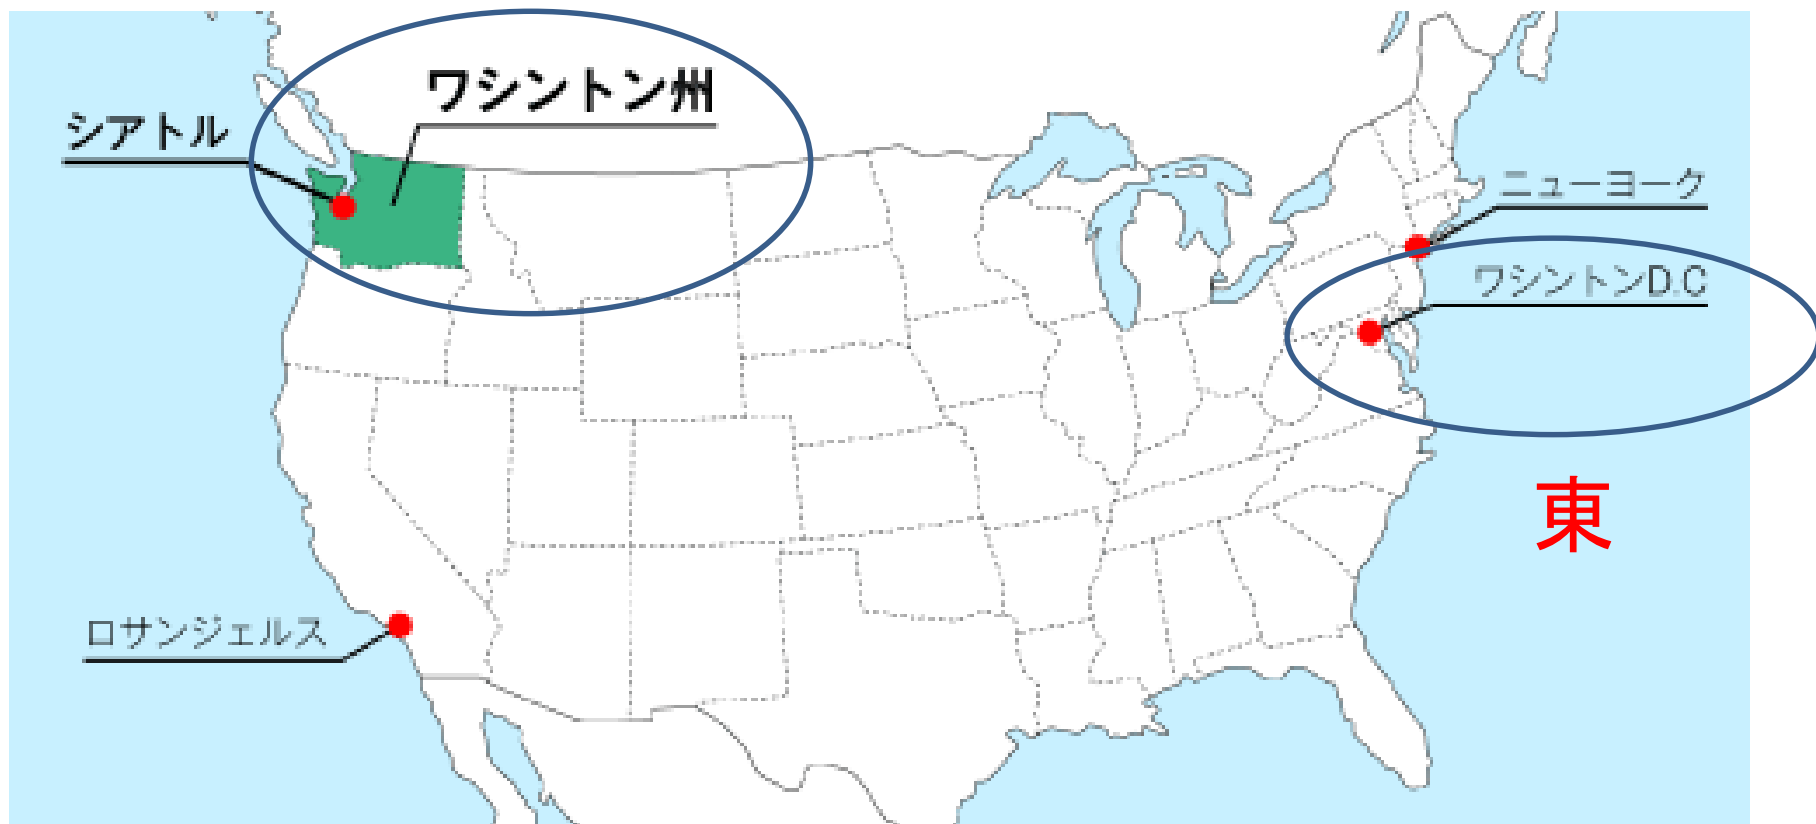 ワシントン州
シアトル
ニューヨーク
ワシントンD.C
東
ロサンジェルス